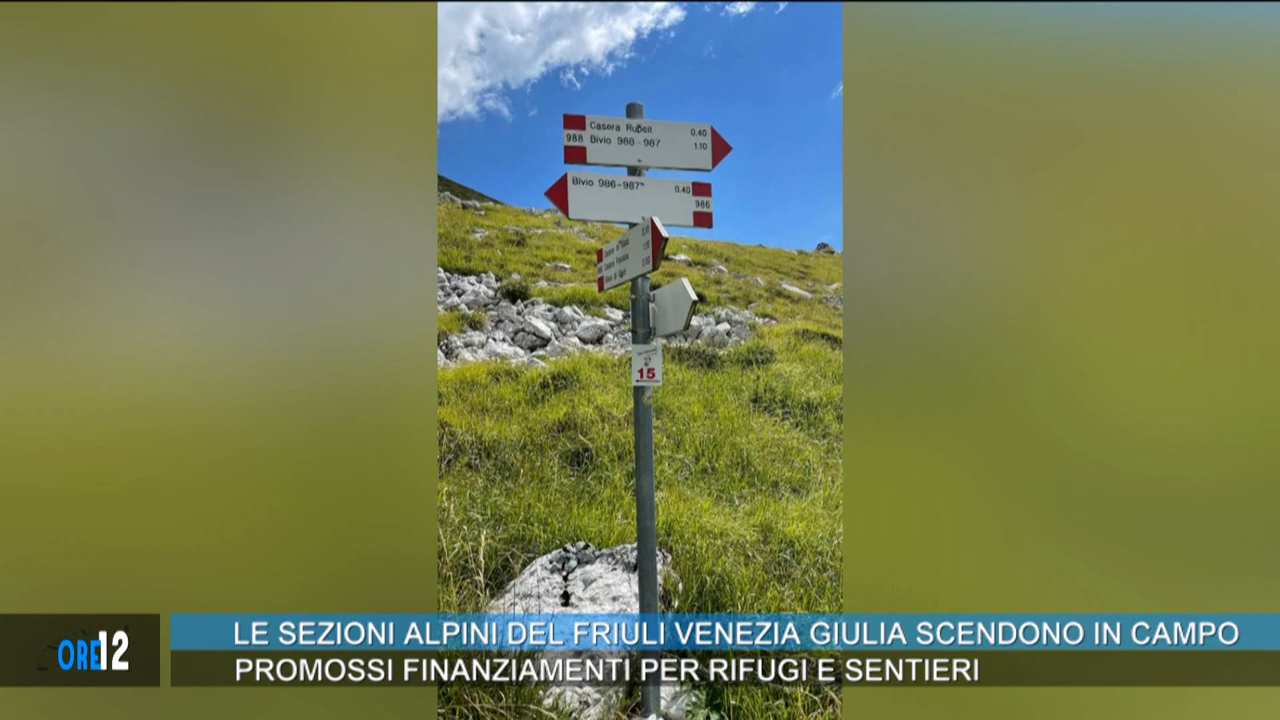 Casera Rupeit 0.40
988 Bivio 988-987 1.10
Bivio 986-987 0.40
986
15
ORE12
LE SEZIONI ALPINI DEL FRIULI VENEZIA GIULIA SCENDONO IN CAMPO
PROMOSSI FINANZIAMENTI PER RIFUGI E SENTIERI